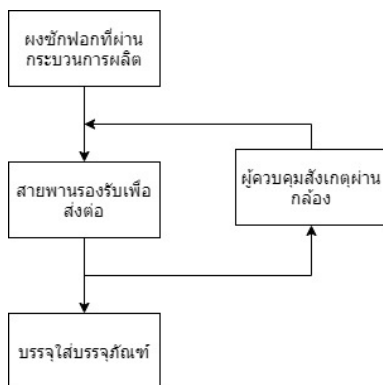 ผงซักฟอกที่ผ่าน
กระบวนการผลิต
สายพานรองรับเพื่อ
ส่งต่อ
ผู้ควบคุมสังเกตุผ่าน
กล้อง
บรรจุใส่บรรจุภัณฑ์